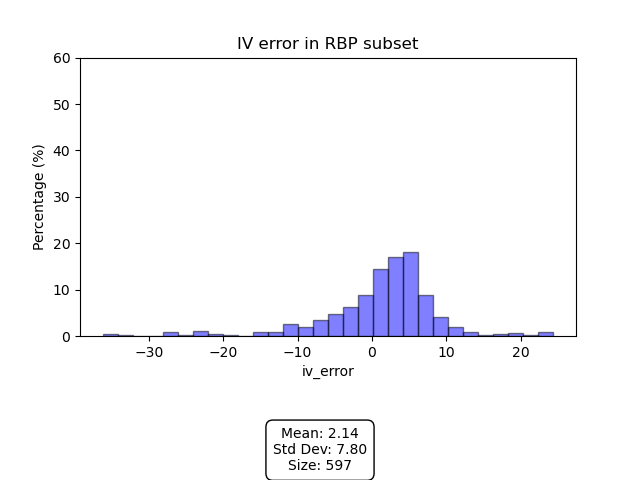 IV error in RBP subset
60
50
40
30
20
10
0
Percentage (%)
−30
−20
−10
0
10
20
iv_error
Mean: 2.14
Std Dev: 7.80
Size: 597